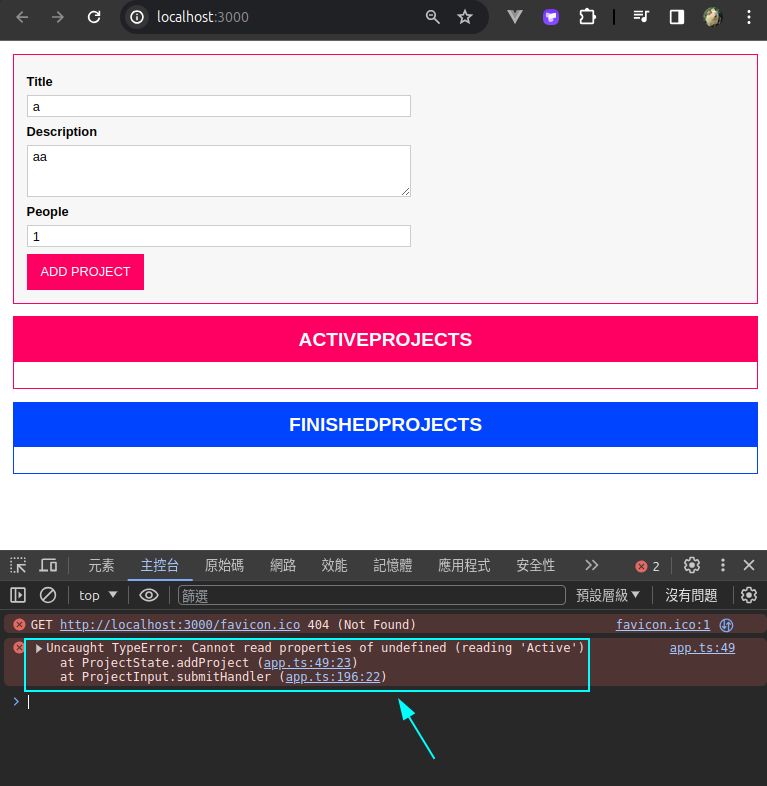 localhost:3000
Title
a
Description
aa
People
1
ADD PROJECT
ACTIVEPROJECTS
FINISHEDPROJECTS
元素 主控台 原始碼 網路 效能 記憶體 應用程式 安全性 2
top 篩選 預設層級 沒有問題
GET http://localhost:3000/favicon.ico 404 (Not Found) favicon.ico:1
Uncaught TypeError: Cannot read properties of undefined (reading 'Active') app.ts:49
at ProjectState.addProject (app.ts:49:23)
at ProjectInput.submitHandler (app.ts:196:22)